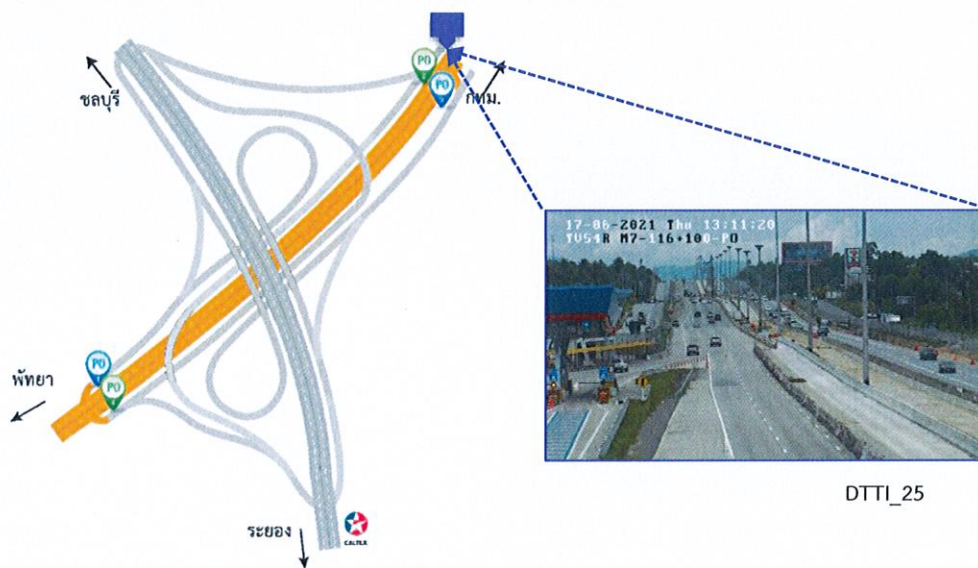 PO
PO
กทม.
ชลบุรี
17-06-2021 Thu 13:11:20
M7-116+100-PO
PO
พัทยา
PO
DTTI_25
ระยอง
CALTEX